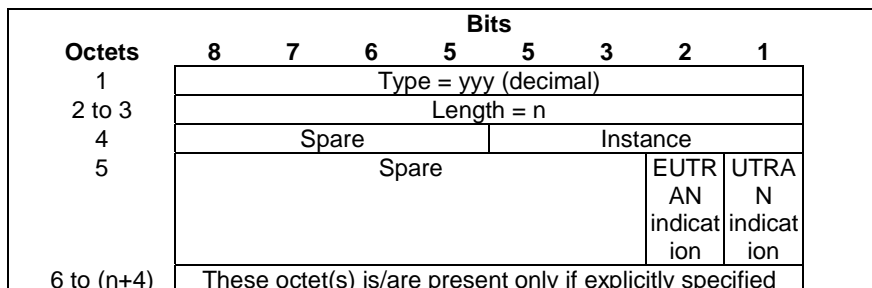 Bits
Octets 8 7 6 5 5 3 2 1
1 Type = yyy (decimal)
2 to 3 Length = n
4 Spare Instance
5 Spare EUTR UTRA
AN N
indicat indicat
ion ion
6 to (n+4) These octet(s) is/are present only if explicitly specified